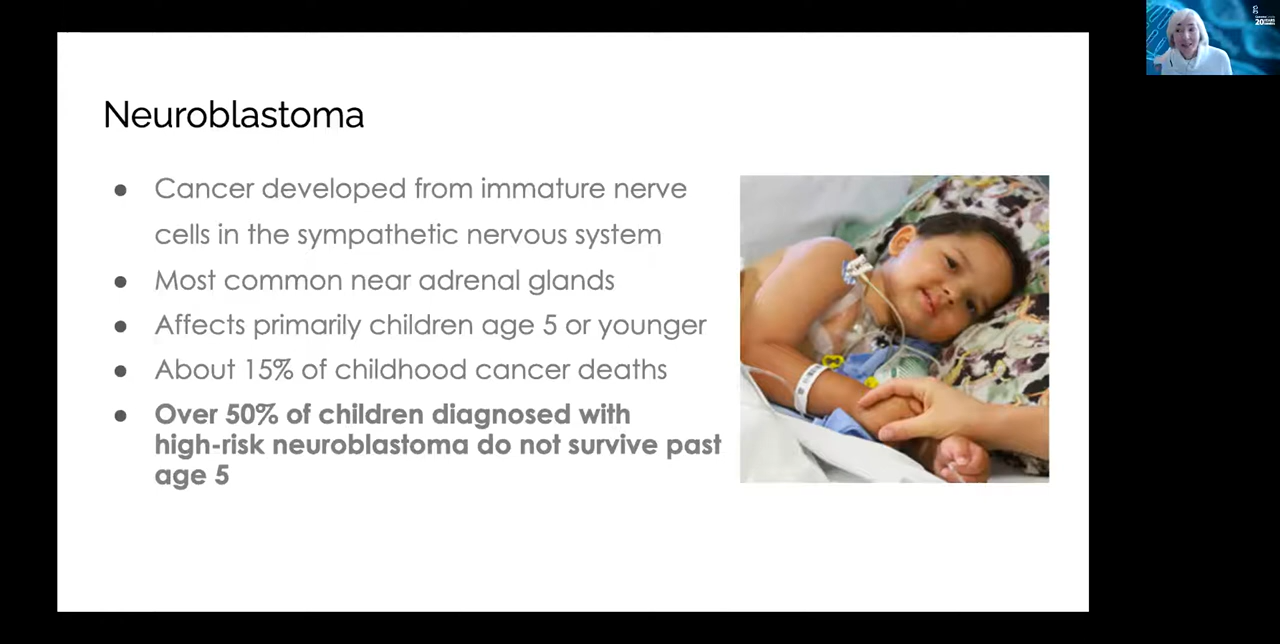 Neuroblastoma
● Cancer developed from immature nerve
cells in the sympathetic nervous system
● Most common near adrenal glands
● Affects primarily children age 5 or younger
● About 15% of childhood cancer deaths
● Over 50% of children diagnosed with
high-risk neuroblastoma do not survive past
age 5